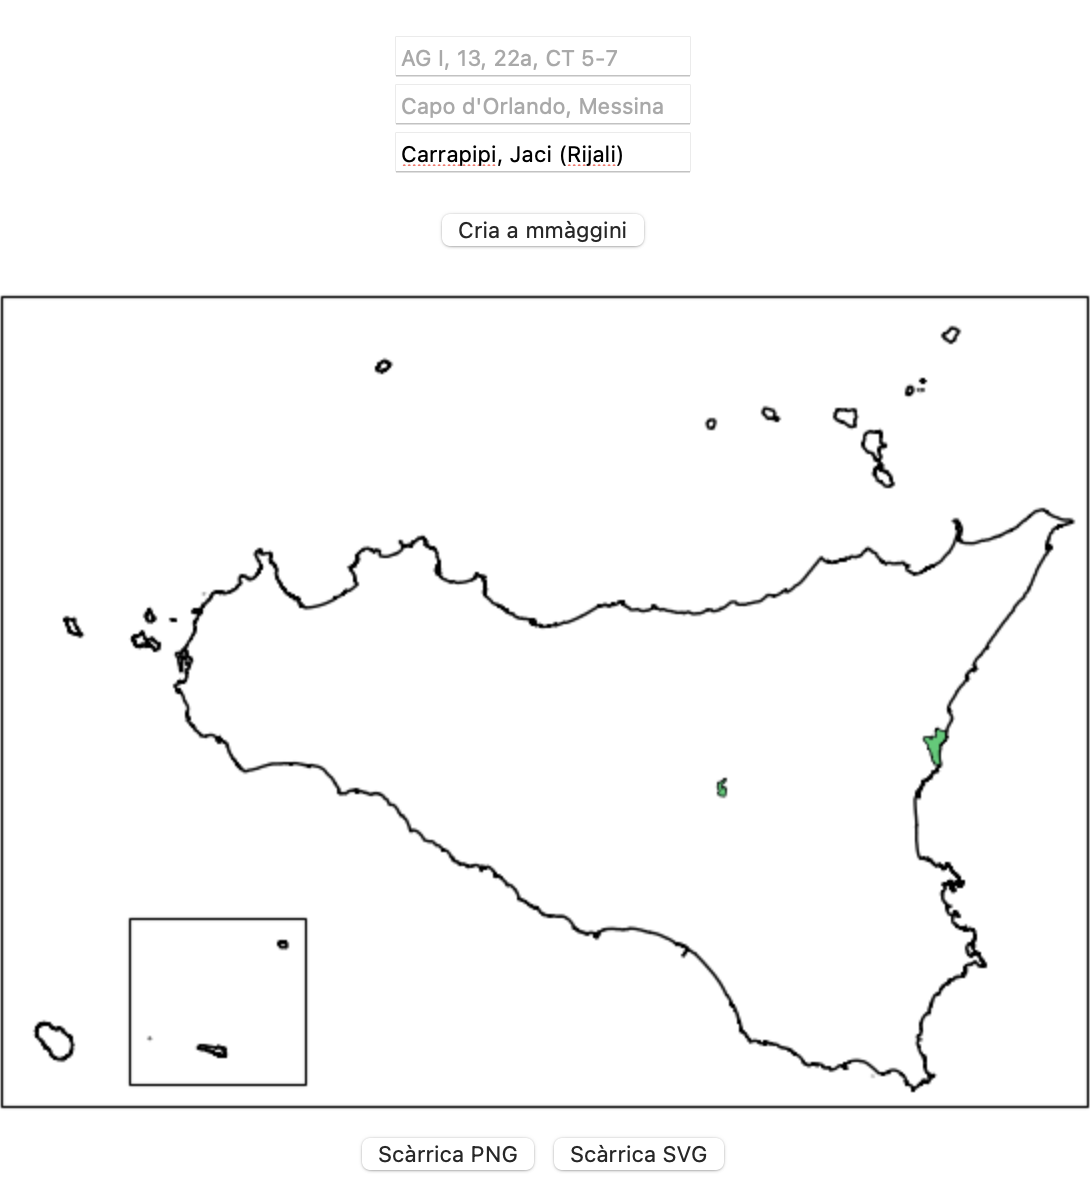 AG I, 13, 22a, CT 5-7
Capo d'Orlando, Messina
Carrapipi, Jaci (Rijali)
Cria a mmàggini
Scàrrica PNG
Scàrrica SVG